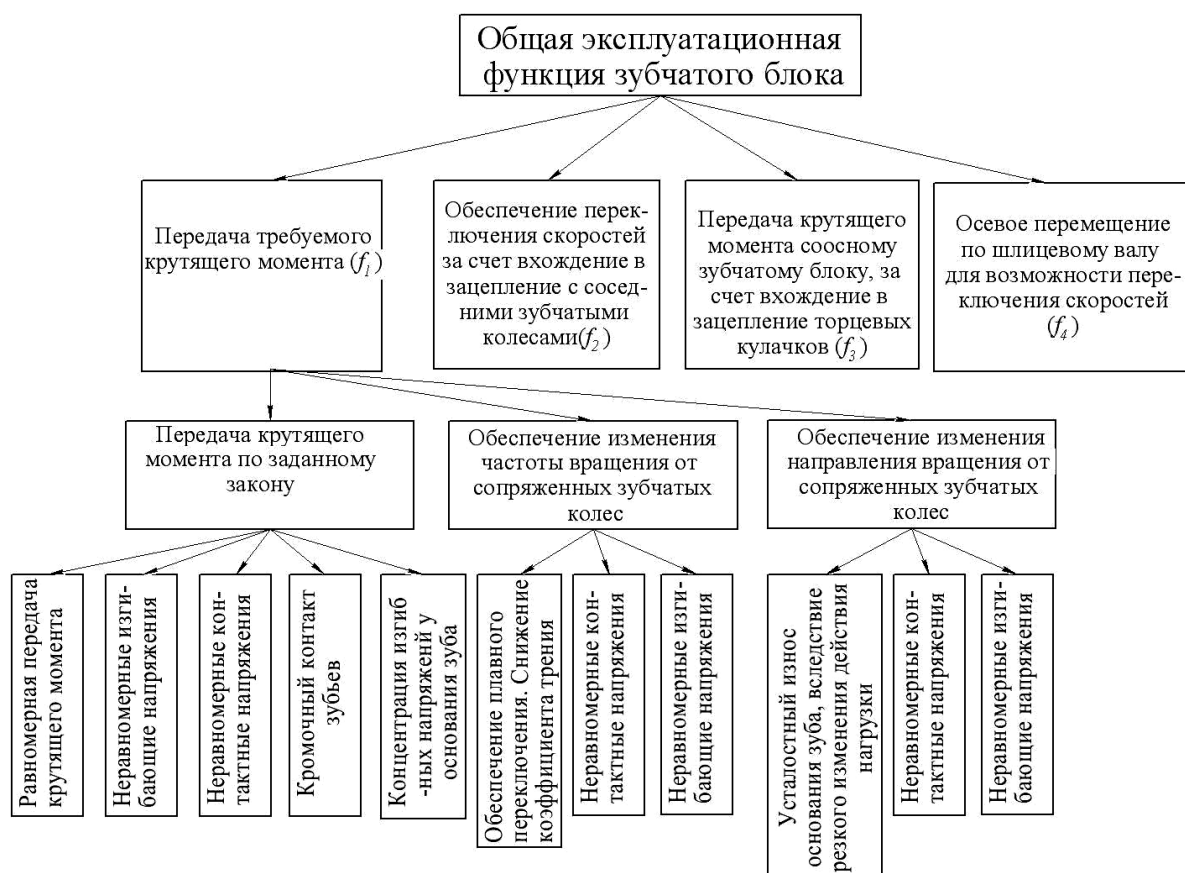 Общая эксплуатационная
функция зубчатого блока
Передача требуемого
крутящего момента (f₁)
Обеспечение перек-
лючения скоростей
за счет вхождение в
зацепление с сосед-
ними зубчатыми
колесами(f₂)
Передача крутящего
момента соосному
зубчатому блоку, за
счет вхождение в
зацепление торцевых
кулачков (f₃)
Осевое перемещение
по шлицевому валу
для возможности пере-
ключения скоростей
(f₄)
Передача крутящего
момента по заданному
закону
Обеспечение изменения
частоты вращения от
сопряженных зубчатых
колес
Обеспечение изменения
направления вращения от
сопряженных зубчатых
колес
Равномерная передача
крутящего момента
Неравномерные изги-
бающие напряжения
Неравномерные кон-
тактные напряжения
Кромочный контакт
зубьев
Концентрация изгиб
-ных напряженй у
основания зуба
Обеспечение плавного
переключения. Снижение
коэффициента трения
Неравномерные кон-
тактные напряжения
Неравномерные изги-
бающие напряжения
Усталостный износ
основания зуба, вследствие
резкого изменения действия
нагрузки
Неравномерные кон-
тактные напряжения
Неравномерные изги-
бающие напряжения